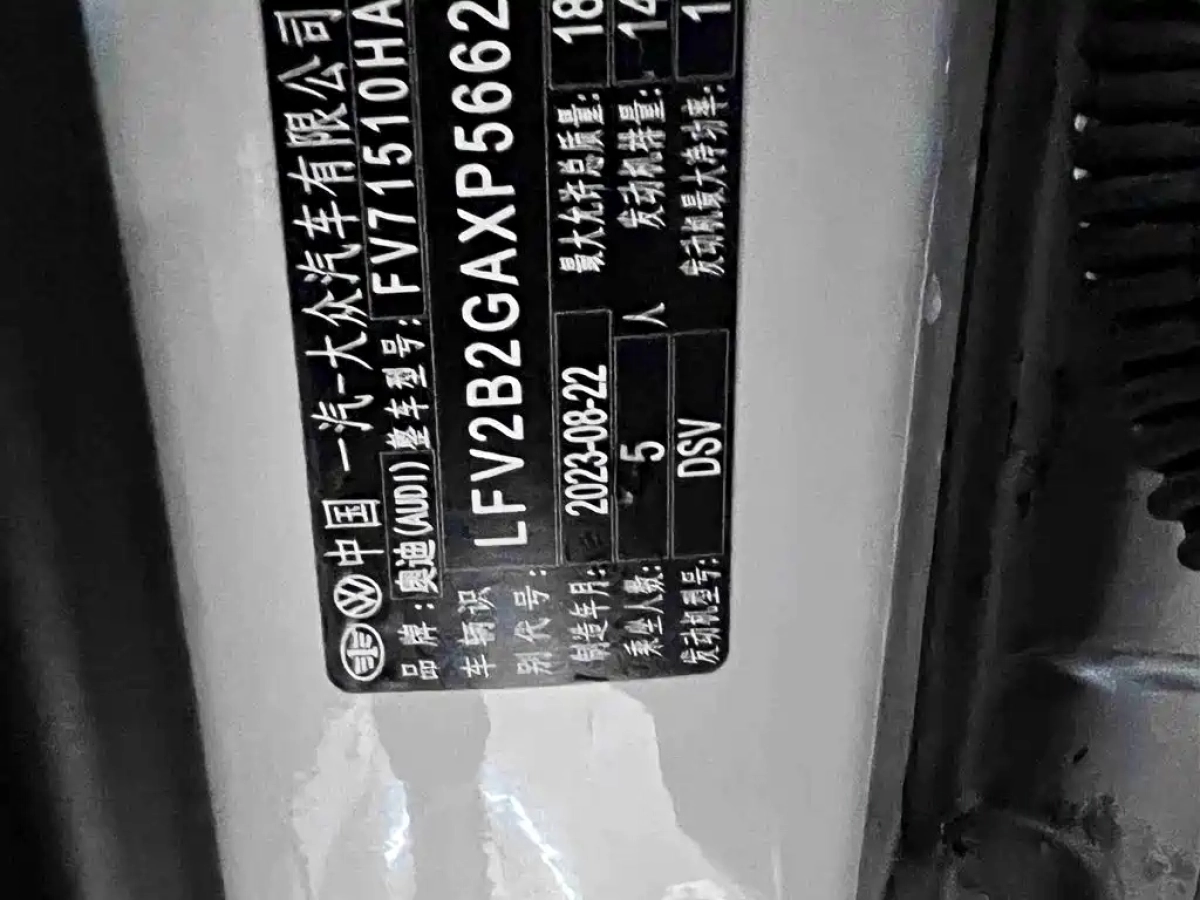 中国 一汽-大众汽车有限公司
品牌:奥迪(AUDI) 整车型号:FV71510HA
车辆识别代号: LFV2B2GAXP5662
制造年月: 2023-08-22 最大允许总质量: 18
乘坐人数: 5 人 发动机排量: 14
发动机型号: DSV 发动机最大净功率: 1